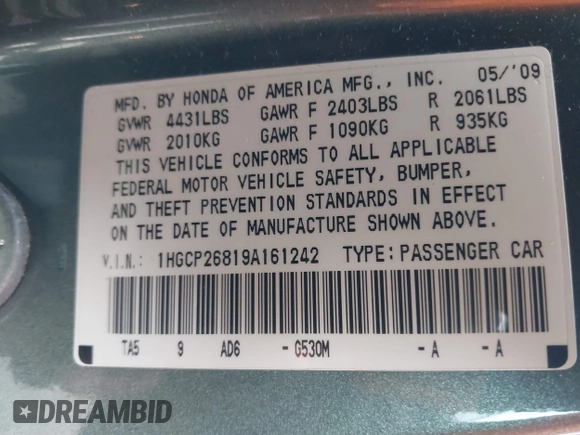 MFD. BY HONDA OF AMERICA MFG., INC. 05/'09
GVWR 4431LBS GAWR F 2403LBS R 2061LBS
GVWR 2010KG GAWR F 1090KG R 935KG
THIS VEHICLE CONFORMS TO ALL APPLICABLE
FEDERAL MOTOR VEHICLE SAFETY, BUMPER,
AND THEFT PREVENTION STANDARDS IN EFFECT
ON THE DATE OF MANUFACTURE SHOWN ABOVE.
V.I.N.: 1HGCP26819A161242 TYPE: PASSENGER CAR
TA5 9 AD6 - G530M - A - A
DREAMBID